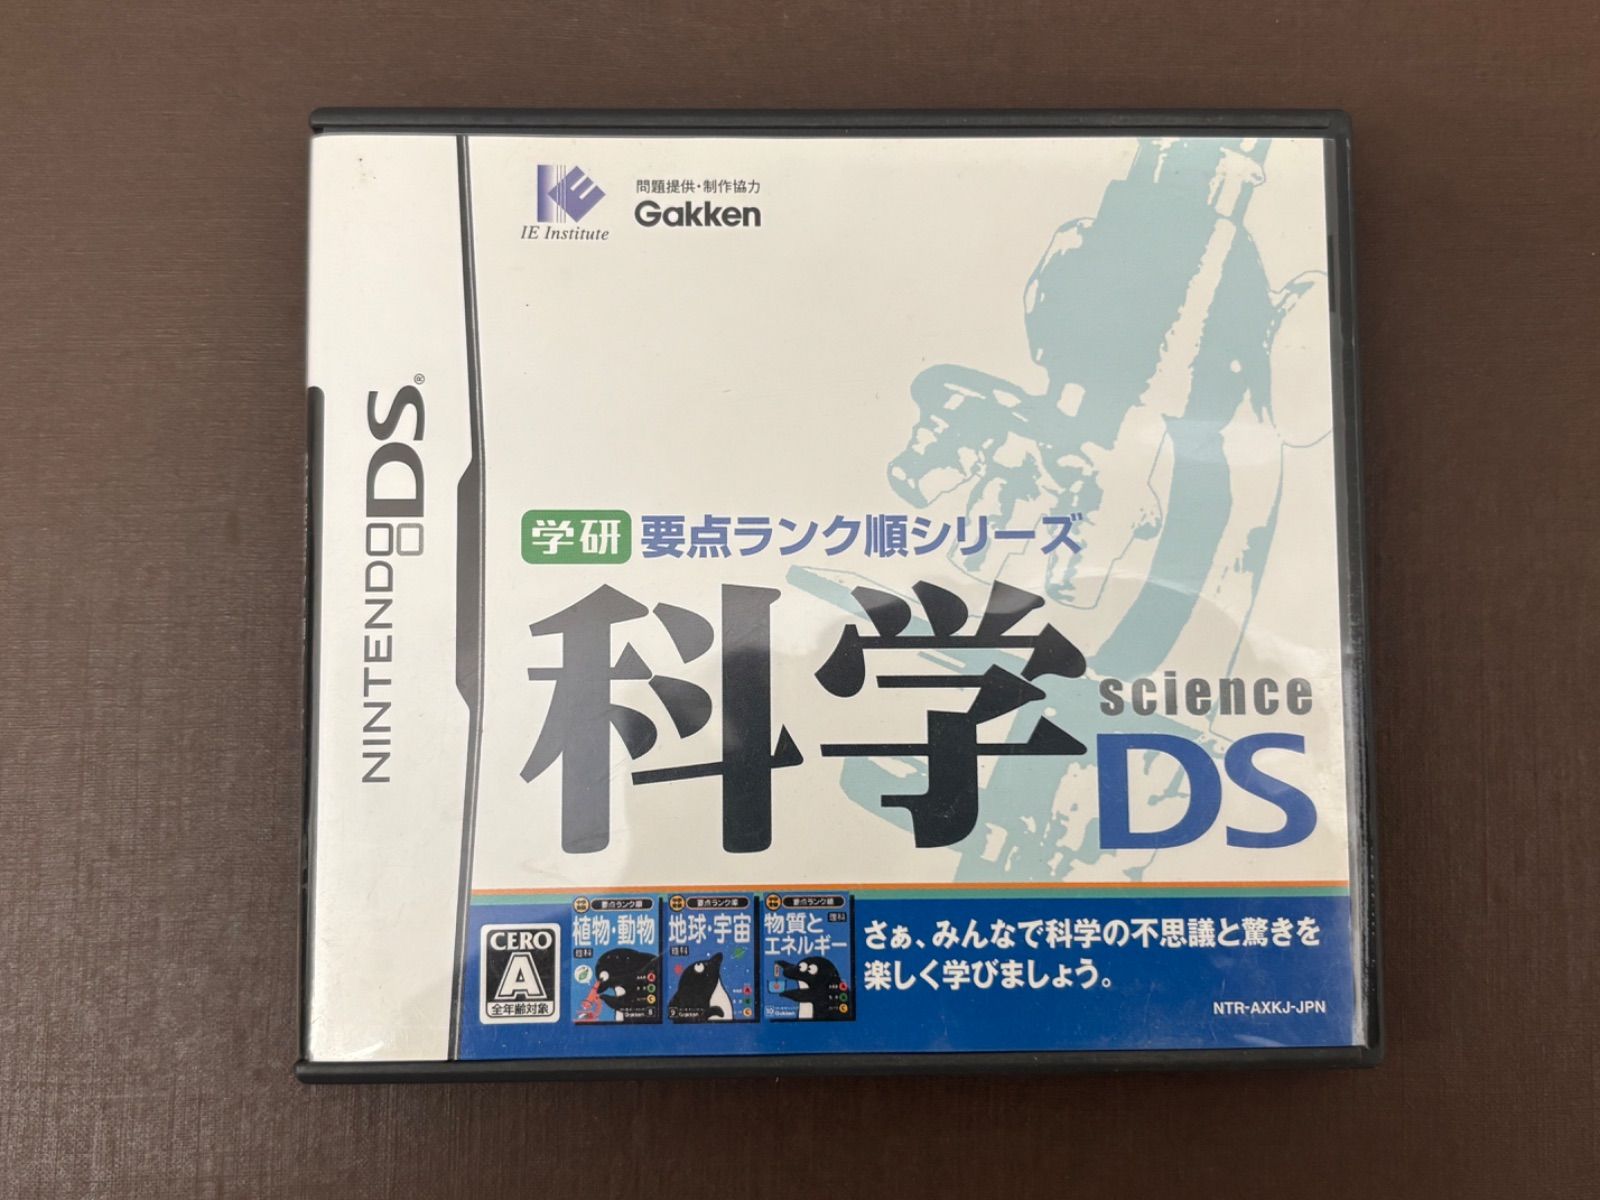 NINTENDO DS®
IE Institute
問題提供・制作協力
Gakken
学研 要点ランク順シリーズ
科学
science
DS
CERO
A
全年齢対象
要点ランク順
植物・動物
理科
Gakken
要点ランク順
地球・宇宙
理科
Gakken
要点ランク順
物質と
理科
エネルギー
Gakken
さぁ、みんなで科学の不思議と驚きを
楽しく学びましょう。
NTR-AXKJ-JPN